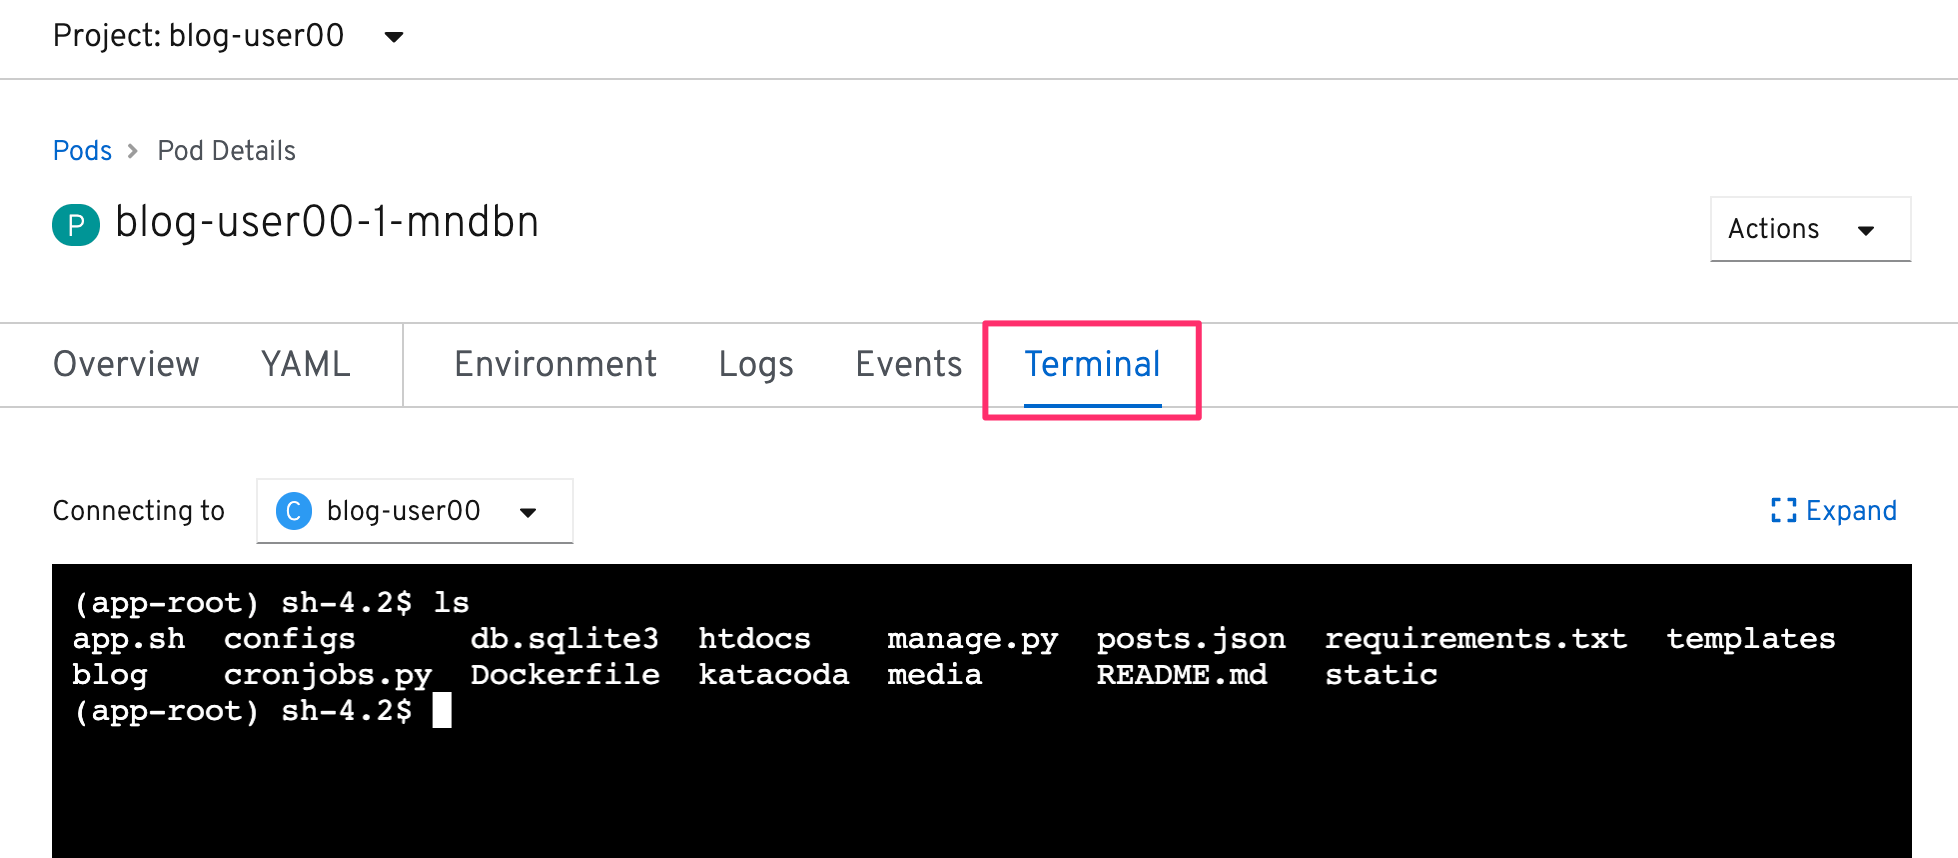 Project: blog-user00
Pods > Pod Details
P blog-user00-1-mndbn
Actions
Overview YAML Environment Logs Events Terminal
Connecting to C blog-user00 Expand
(app-root) sh-4.2$ ls
app.sh configs db.sqlite3 htdocs manage.py posts.json requirements.txt templates
blog cronjobs.py Dockerfile katacoda media README.md static
(app-root) sh-4.2$